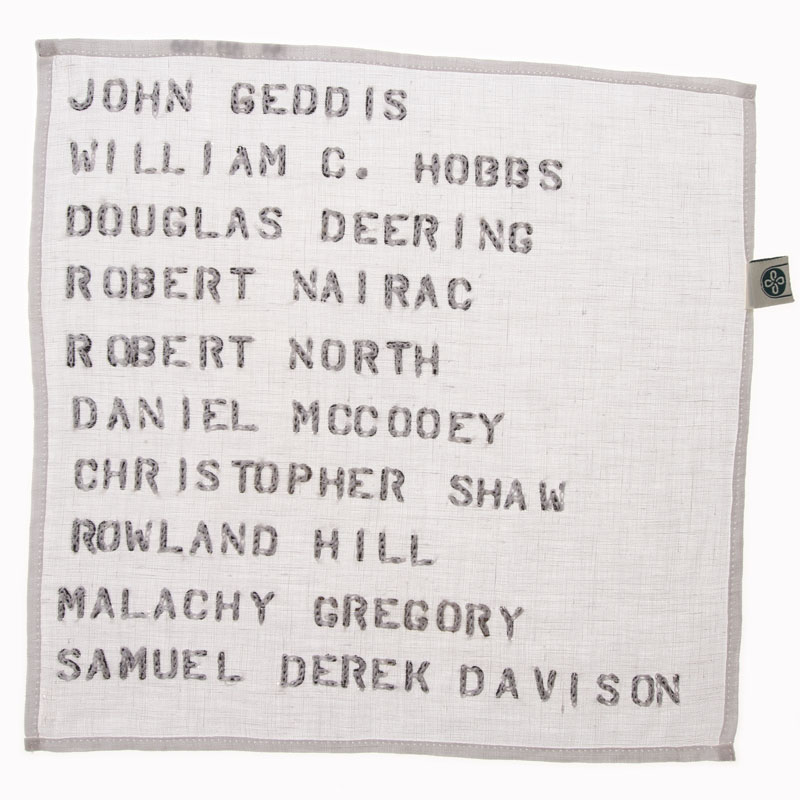 JOHN GEDDIS
WILLIAM C. HOBBS
DOUGLAS DEERING
ROBERT NAIRAC
ROBERT NORTH
DANIEL MCCOOEY
CHRISTOPHER SHAW
ROWLAND HILL
MALACHY GREGORY
SAMUEL DEREK DAVISON